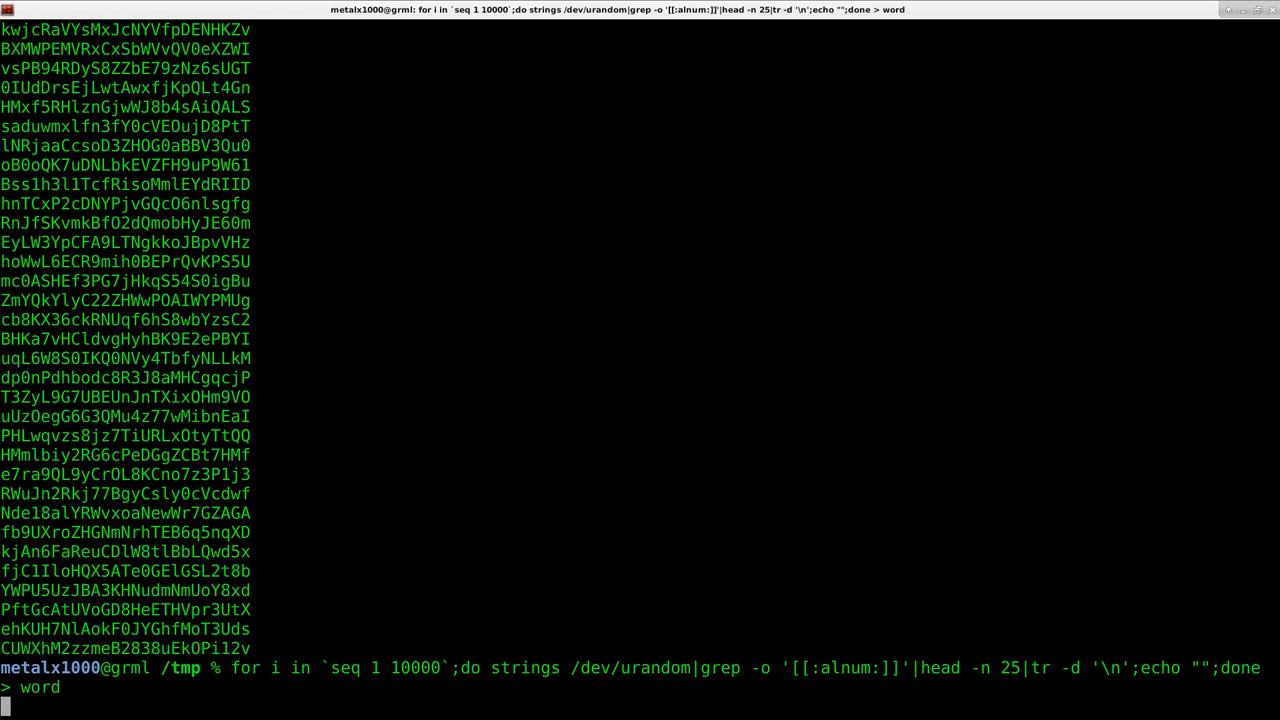 metalx1000@grml: for i in `seq 1 10000`;do strings /dev/urandom|grep -o '[[:alnum:]]'|head -n 25|tr -d '\n';echo "";done > word
kwjcRaVYsMxJcNYVfpDENHKZv
BXMWPEMVRxCxSbWVvQV0eXZWI
vsPB94RDyS8ZZbE79zNz6sUGT
0IUdDrsEjLwtAwxfjKpQLt4Gn
HMxf5RHlznGjwWJ8b4sAiQALS
saduwmxlfn3fY0cVEOujD8PtT
lNRjaaCcsoD3ZHOG0aBBV3Qu0
oB0oQK7uDNLbkEVZFH9uP9W61
Bss1h3l1TcfRisoMmlEYdRIID
hnTCxP2cDNYPjvGQcO6nlsgfg
RnJfSKvmkBfO2dQmobHyJE60m
EyLW3YpCFA9LTNgkkoJBpvVHz
hoWwL6ECR9mih0BEPrQvKPS5U
mc0ASHEf3PG7jHkqS54S0igBu
ZmYQkYlyC22ZHWwPOAIWYPMUg
cb8KX36ckRNUqf6hS8wbYzsC2
BHKa7vHCldvgHyhBK9E2ePBYI
uqL6W8S0IKQ0NVy4TbfyNLLkM
dp0nPdhbodc8R3J8aMHCgqcjP
T3ZyL9G7UBEUnJnTXixOHm9VO
uUzOegG6G3QMu4z77wMibnEaI
PHLwqvzs8jz7TiURLxOtyTtQQ
HMmlbiy2RG6cPeDGgZCBt7HMf
e7ra9QL9yCrOL8KCno7z3P1j3
RWuJn2Rkj77BgyCsly0cVcdwf
Nde18alYRWvxoaNewWr7GZAGA
fb9UXroZHGNmNrhTEB6q5nqXD
kjAn6FaReuCDlW8tlBbLQwd5x
fjC1IloHQX5ATe0GElGSL2t8b
YWPU5UzJBA3KHNudmNmUoY8xd
PftGcAtUVoGD8HeETHVpr3UtX
ehKUH7NlAokF0JYGhfMoT3Uds
CUWXhM2zzmeB2838uEkOPi12v
metalx1000@grml /tmp % for i in `seq 1 10000`;do strings /dev/urandom|grep -o '[[:alnum:]]'|head -n 25|tr -d '\n';echo "";done
> word